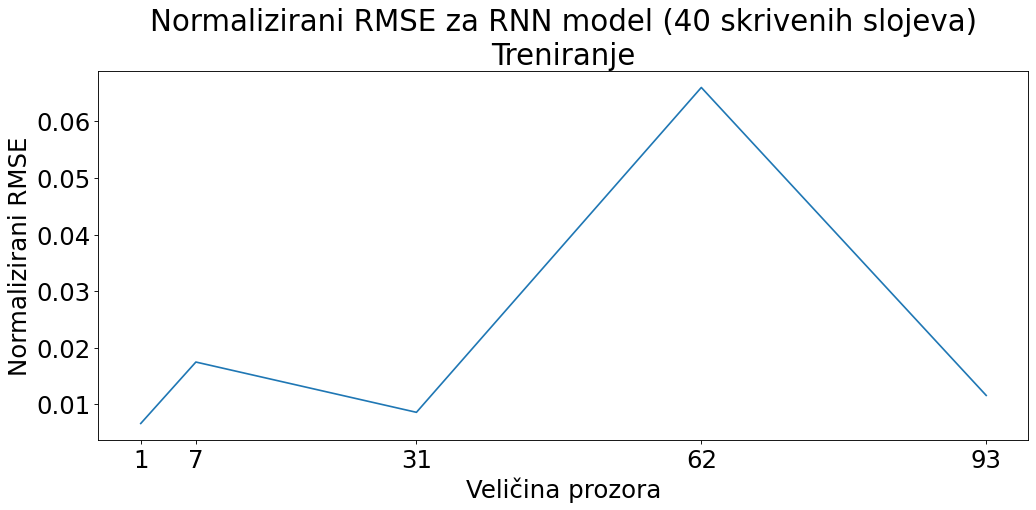 Normalizirani RMSE za RNN model (40 skrivenih slojeva)
Treniranje
Normalizirani RMSE
0.06
0.05
0.04
0.03
0.02
0.01
1 7 31 62 93
Veličina prozora